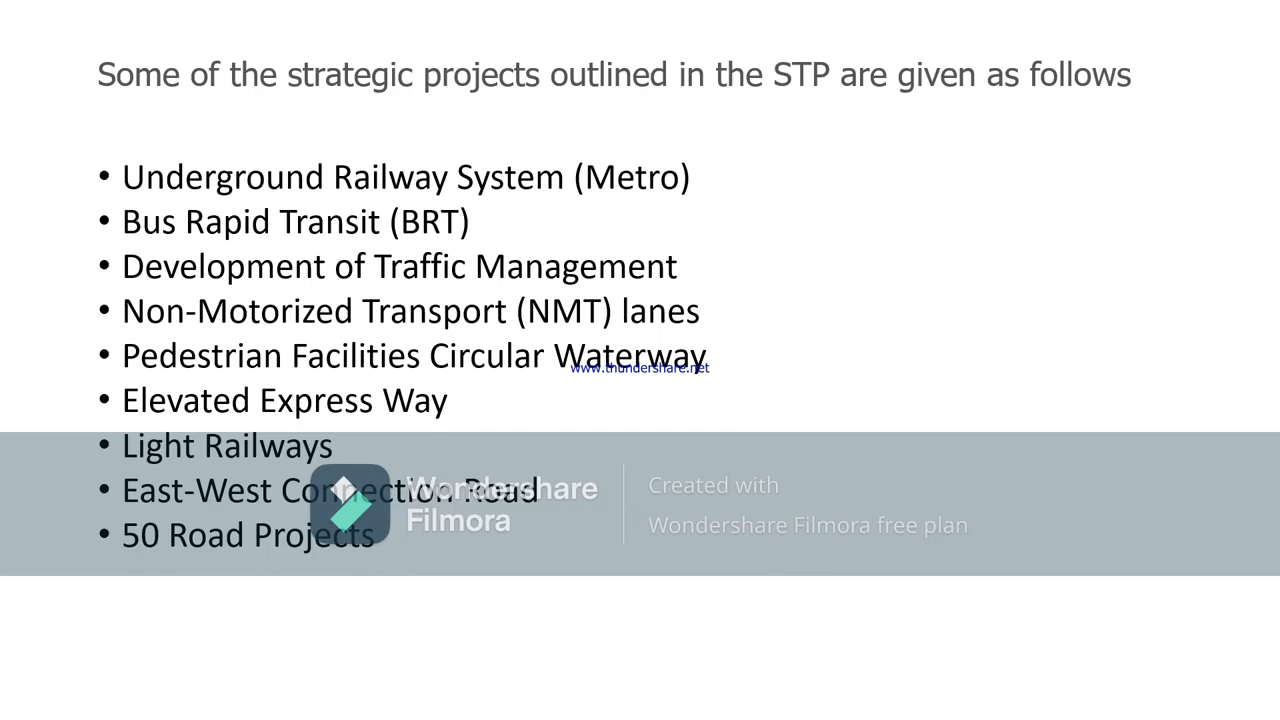 Some of the strategic projects outlined in the STP are given as follows
• Underground Railway System (Metro)
• Bus Rapid Transit (BRT)
• Development of Traffic Management
• Non-Motorized Transport (NMT) lanes
• Pedestrian Facilities Circular Waterway
www.thundershare.net
• Elevated Express Way
• Light Railways
• East-West Connection Road
• 50 Road Projects
Wondershare
Filmora
Created with
Wondershare Filmora free plan